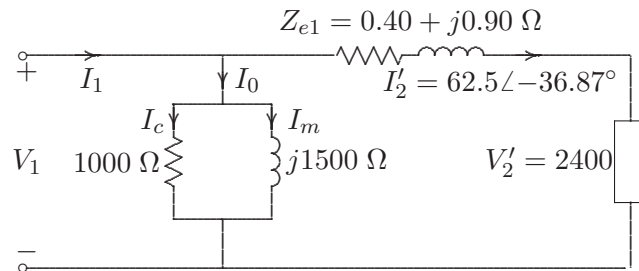 Z_{e1} = 0.40 + j0.90 Ω
+
I_1
I_0
I'_2 = 62.5∠−36.87°
I_c
I_m
V_1
1000 Ω
j1500 Ω
V'_2 = 2400
−